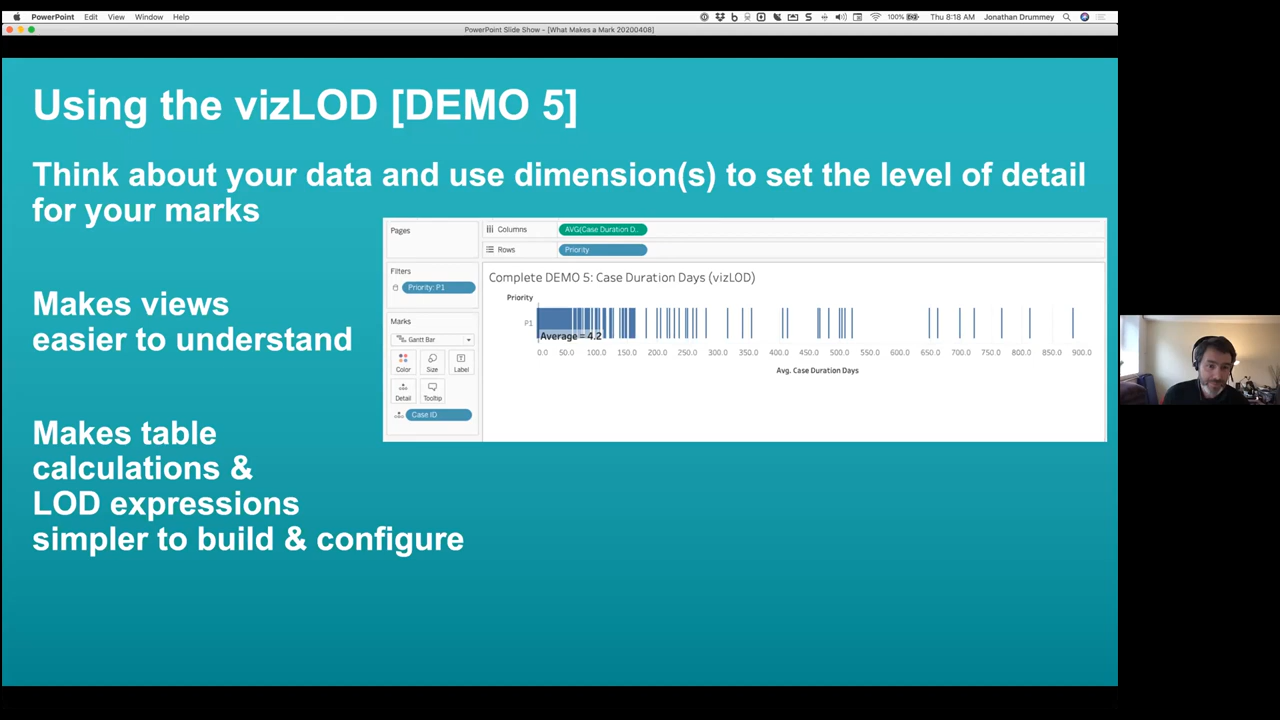 PowerPoint Edit View Window Help
100% Thu 8:18 AM Jonathan Drummey
PowerPoint Slide Show - [What Makes a Mark 20200408]
Using the vizLOD [DEMO 5]
Think about your data and use dimension(s) to set the level of detail
for your marks
Makes views
easier to understand
Makes table
calculations &
LOD expressions
simpler to build & configure
Pages
Columns AVG(Case Duration D..
Rows Priority
Filters
Priority: P1
Marks
Gantt Bar
Color Size Label
Detail Tooltip
Case ID
Complete DEMO 5: Case Duration Days (vizLOD)
Priority
P1
Average = 4.2
0.0 50.0 100.0 150.0 200.0 250.0 300.0 350.0 400.0 450.0 500.0 550.0 600.0 650.0 700.0 750.0 800.0 850.0 900.0
Avg. Case Duration Days